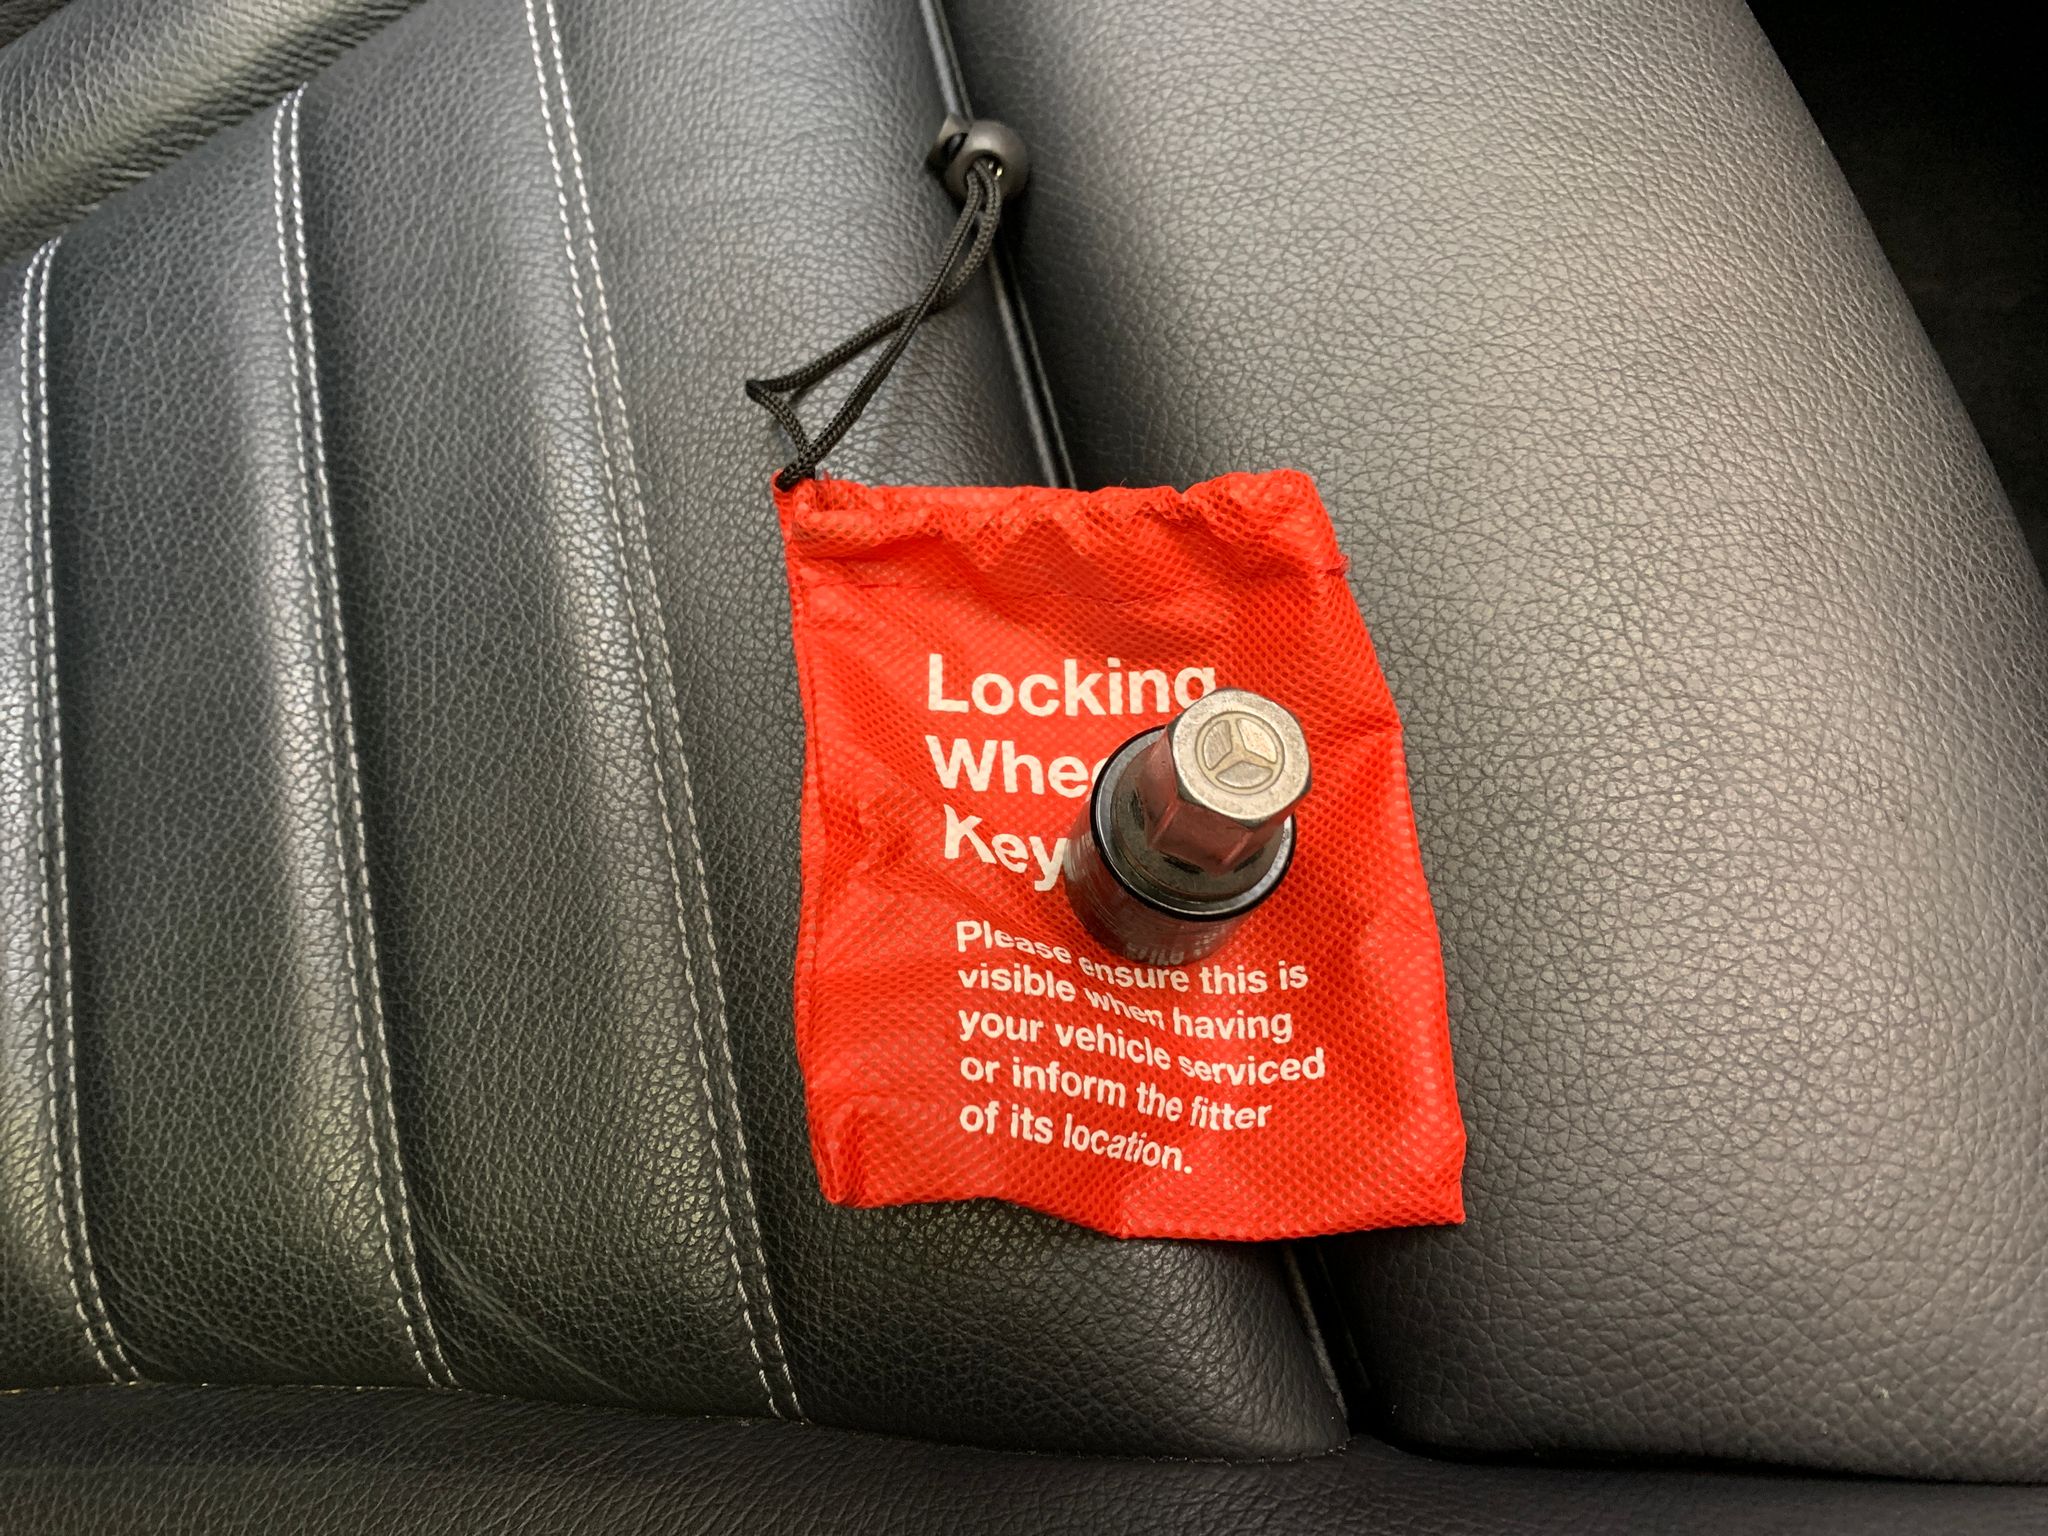 Locking
Key
Please ensure this is
visible when having
your vehicle serviced
or inform the fitter
of its location.